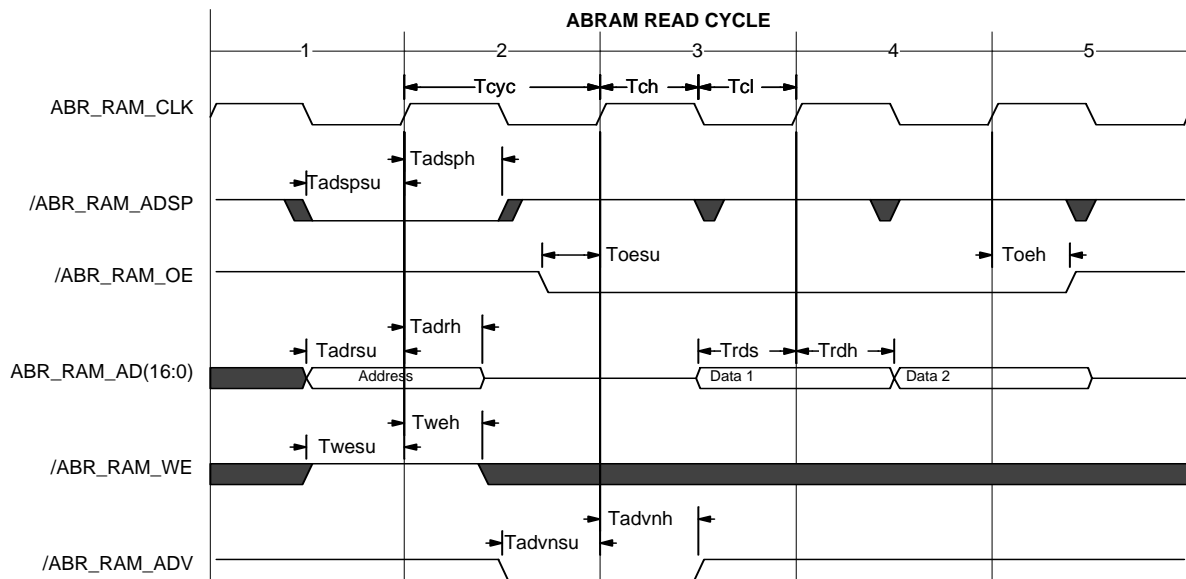 ABRAM READ CYCLE
1 2 3 4 5
Tcyc Tch Tcl
ABR_RAM_CLK
Tadsph
Tadspsu
/ABR_RAM_ADSP
Toesu Toeh
/ABR_RAM_OE
Tadrh
Tadrsu Trds Trdh
ABR_RAM_AD(16:0) Address Data 1 Data 2
Tweh
Twesu
/ABR_RAM_WE
Tadvnh
Tadvnsu
/ABR_RAM_ADV